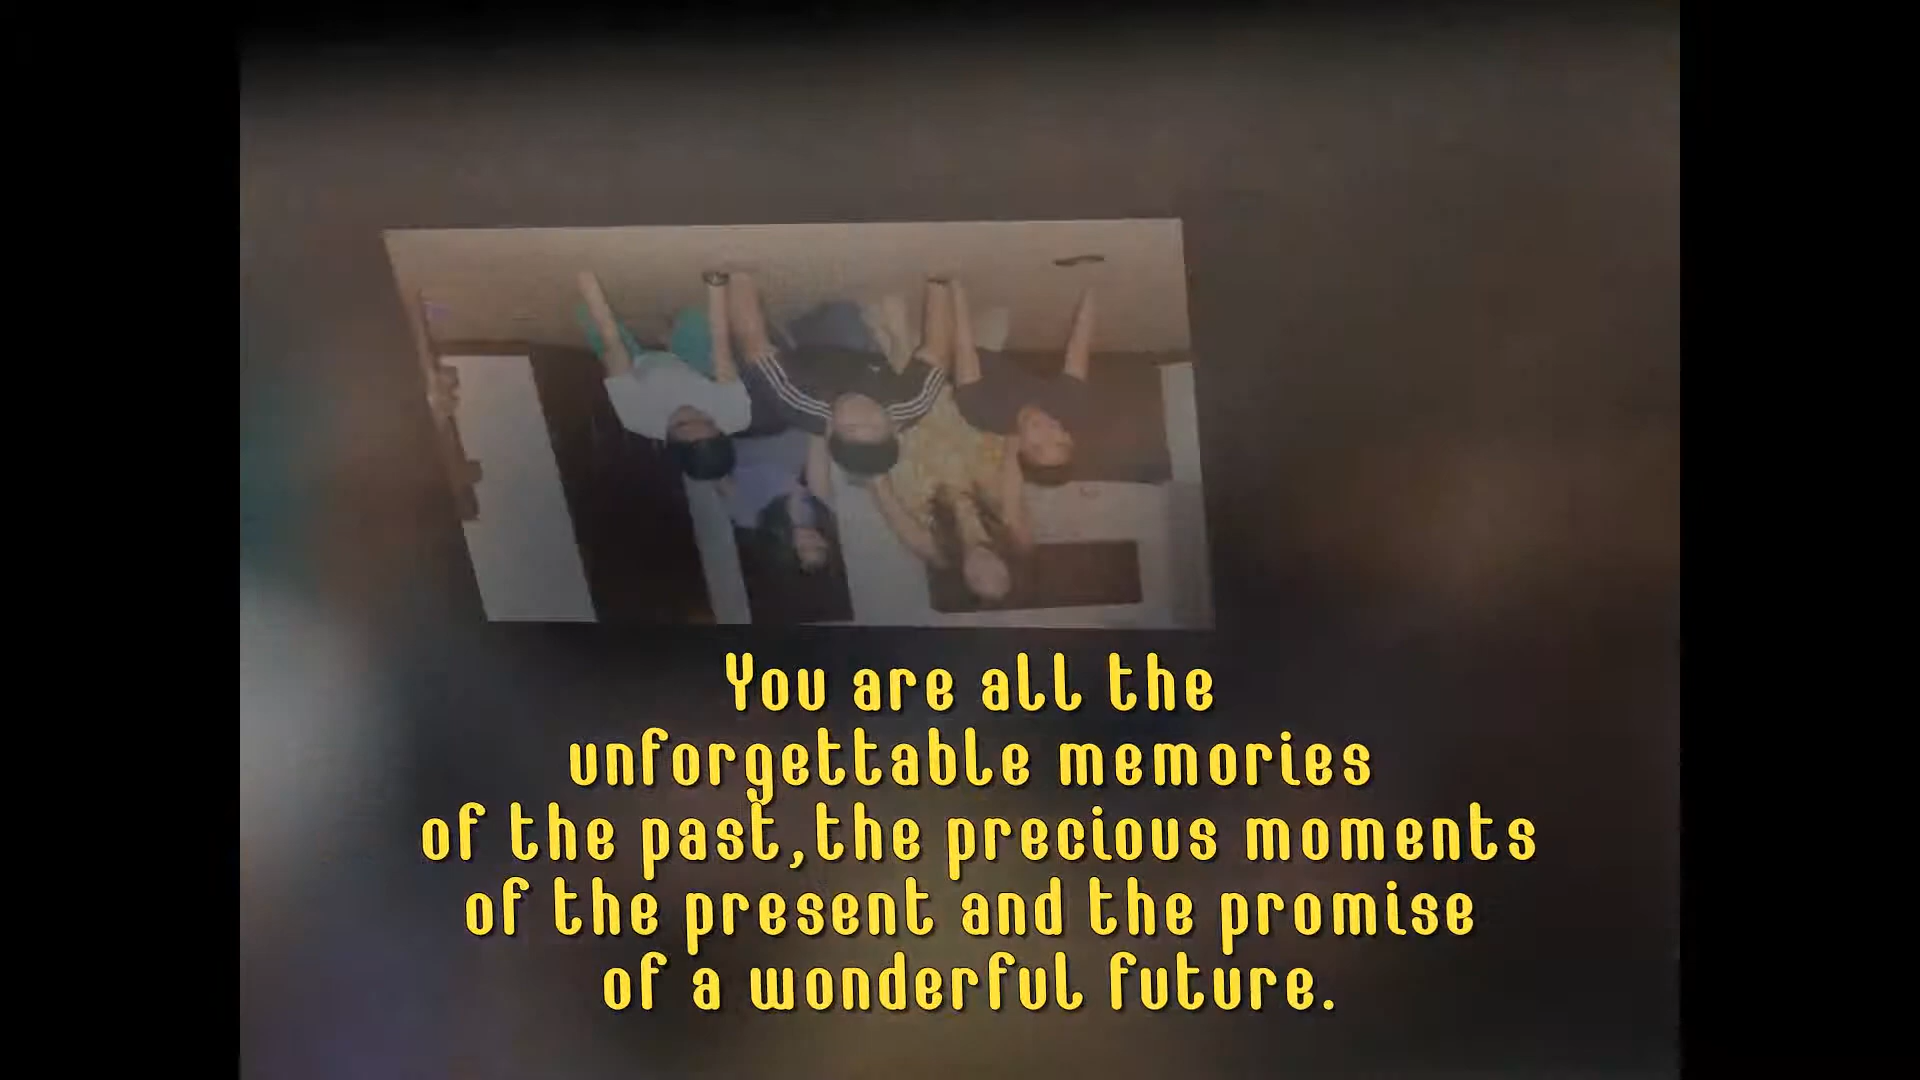 You are all the
unforgettable memories
of the past,the precious moments
of the present and the promise
of a wonderful future.